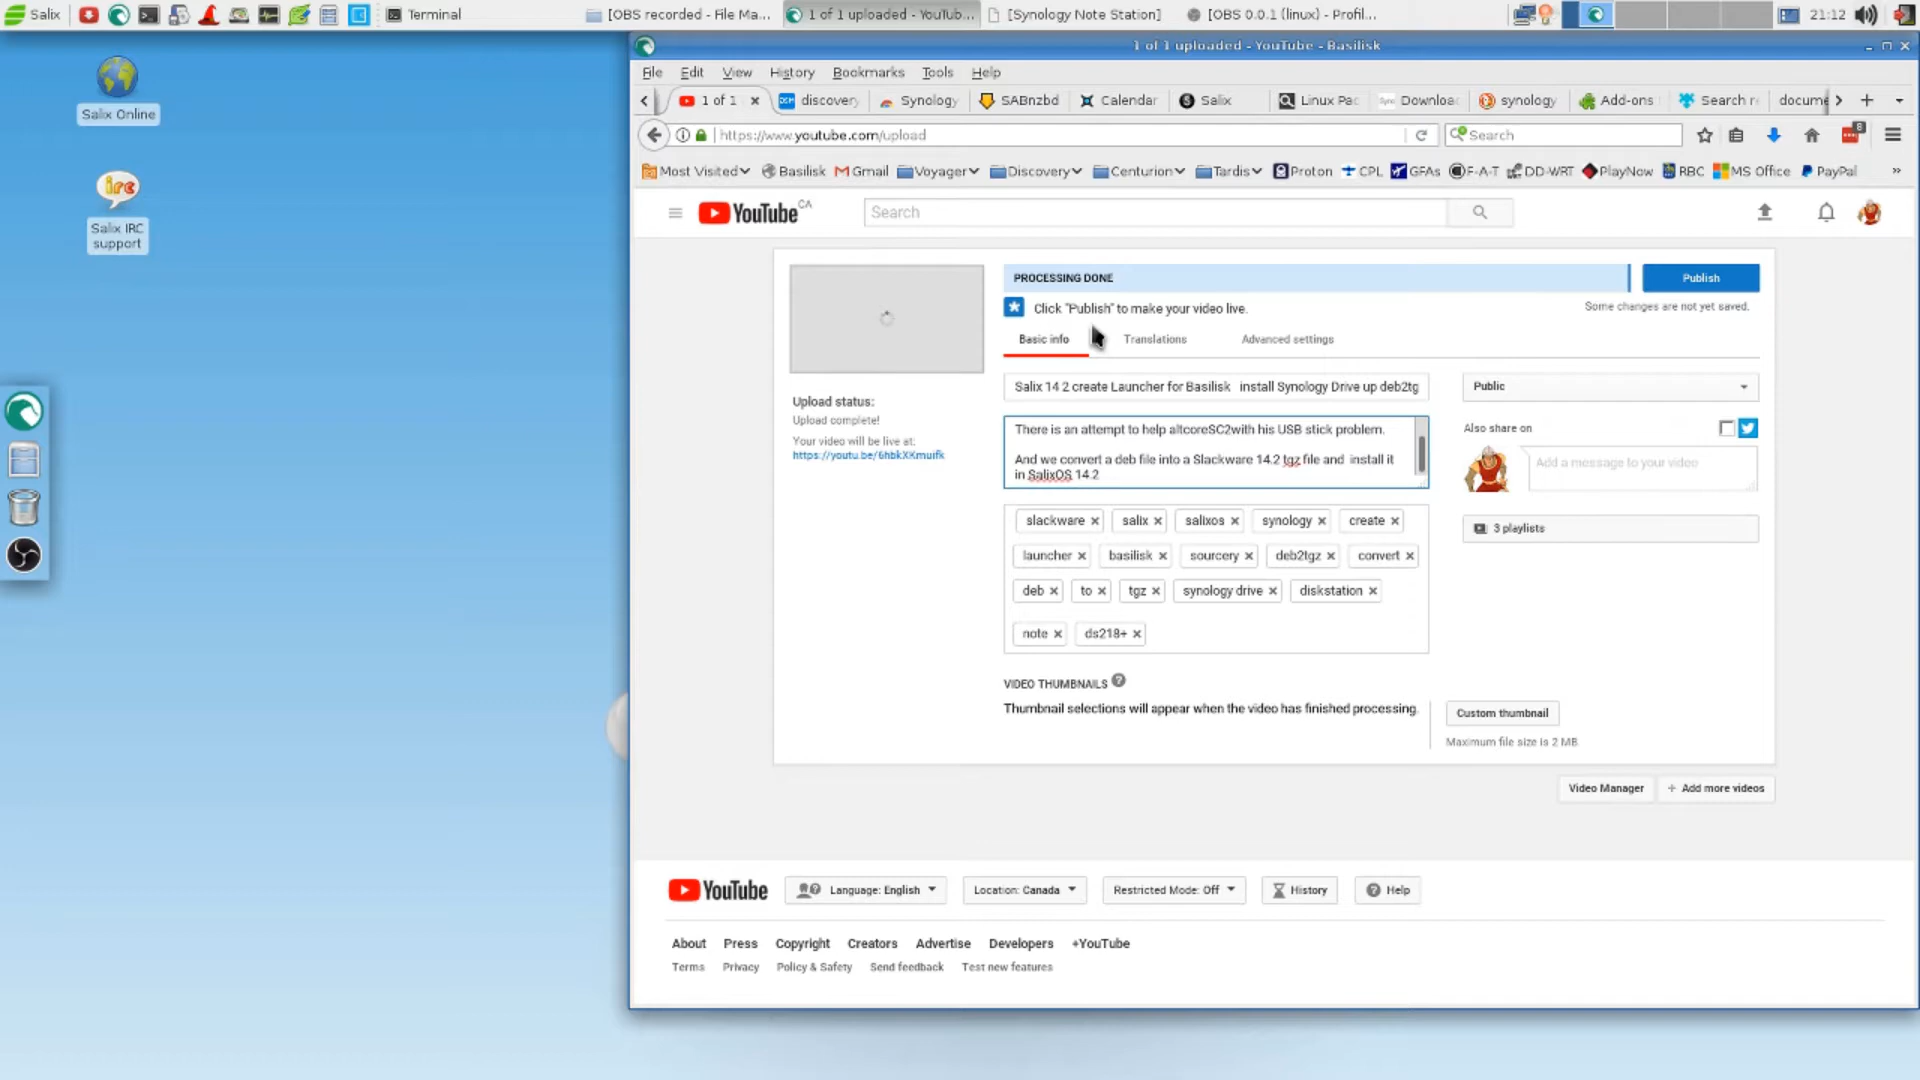 Salix
Terminal
[OBS recorded - File Ma...
1 of 1 uploaded - YouTub...
[Synology Note Station]
[OBS 0.0.1 (linux) - Profil...
21:12
1 of 1 uploaded - YouTube - Basilisk
File Edit View History Bookmarks Tools Help
1 of 1
discovery
Synology
SABnzbd
Calendar
Salix
Linux Pac
Downloa
synology
Add-ons
Search r
docume
https://www.youtube.com/upload
Search
8
Most Visited
Basilisk
Gmail
Voyager
Discovery
Centurion
Tardis
Proton
CPL
GFAs
F-A-T
DD-WRT
PlayNow
RBC
MS Office
PayPal
Salix Online
Salix IRC
support
YouTube CA
Search
PROCESSING DONE
Publish
Click "Publish" to make your video live.
Some changes are not yet saved.
Basic info
Translations
Advanced settings
Salix 14 2 create Launcher for Basilisk install Synology Drive up deb2tg
Public
Upload status:
Upload complete!
Your video will be live at:
https://youtu.be/6hbkXKmuifk
There is an attempt to help altcoreSC2with his USB stick problem.
And we convert a deb file into a Slackware 14.2 tgz file and install it
in SalixOS 14.2
Also share on
Add a message to your video
3 playlists
slackware × salix × salixos × synology × create ×
launcher × basilisk × sourcery × deb2tgz × convert ×
deb × to × tgz × synology drive × diskstation ×
note × ds218+ ×
VIDEO THUMBNAILS ?
Thumbnail selections will appear when the video has finished processing.
Custom thumbnail
Maximum file size is 2 MB
Video Manager
+ Add more videos
YouTube
Language: English
Location: Canada
Restricted Mode: Off
History
Help
About Press Copyright Creators Advertise Developers +YouTube
Terms Privacy Policy & Safety Send feedback Test new features